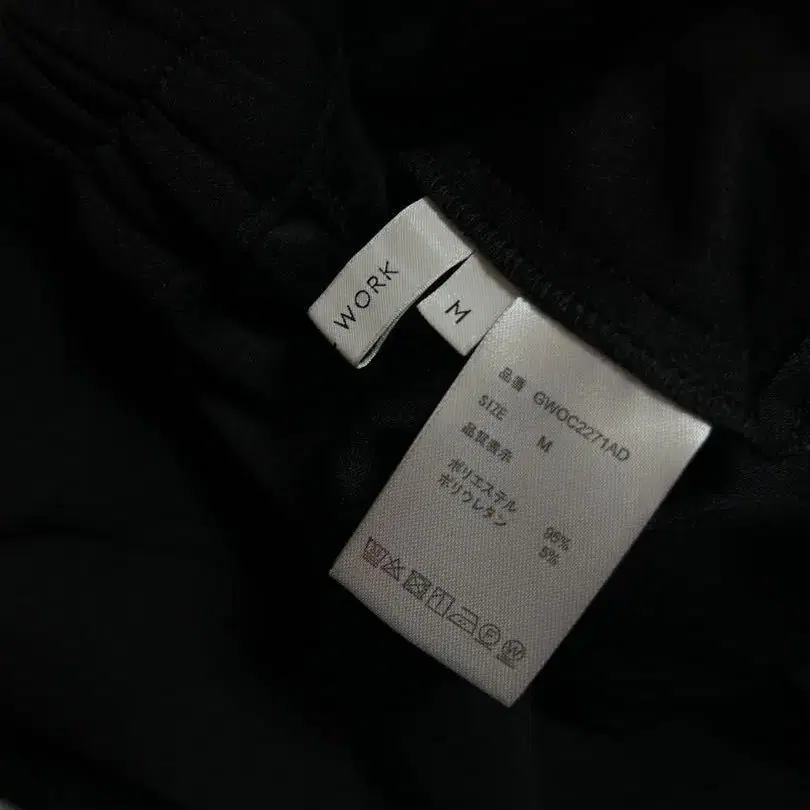 WORK
M
品番 GWOC2271AD
SIZE M
品質表示
ポリエステル 95%
ポリウレタン 5%